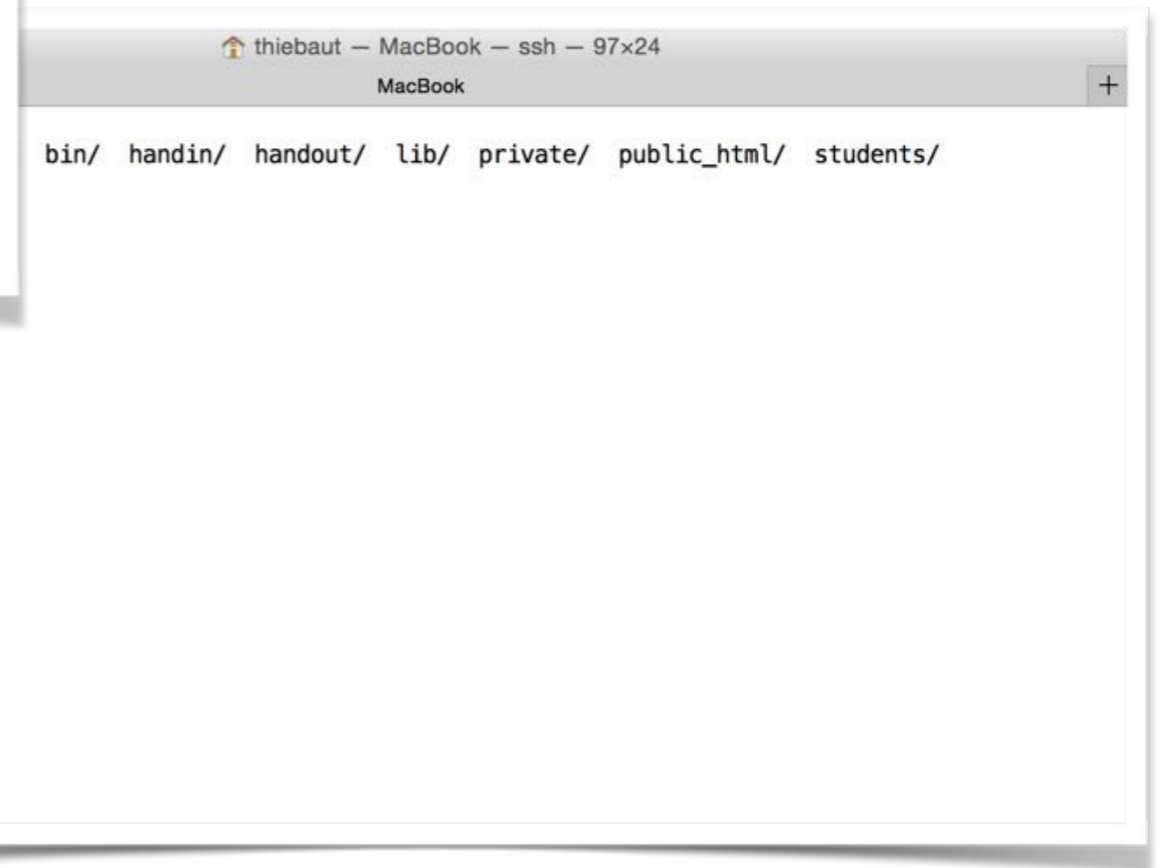 thiebaut — MacBook — ssh — 97×24
MacBook
+
bin/ handin/ handout/ lib/ private/ public_html/ students/